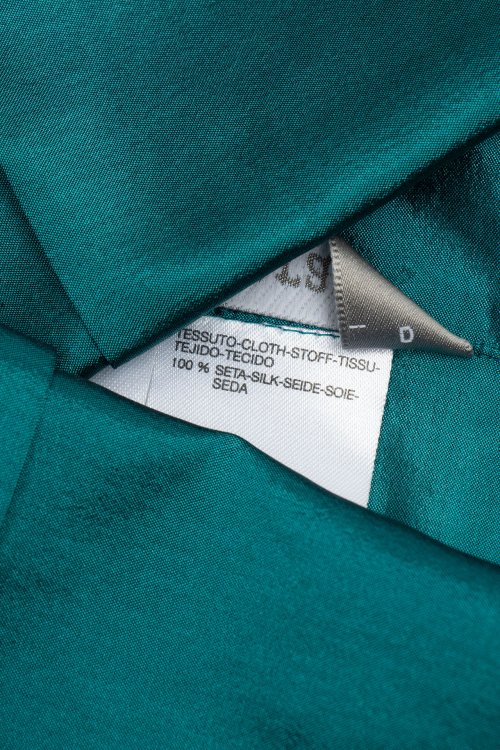 I D
TESSUTO-CLOTH-STOFF-TISSU-
TEJIDO-TECIDO
100 % SETA-SILK-SEIDE-SOIE-
SEDA